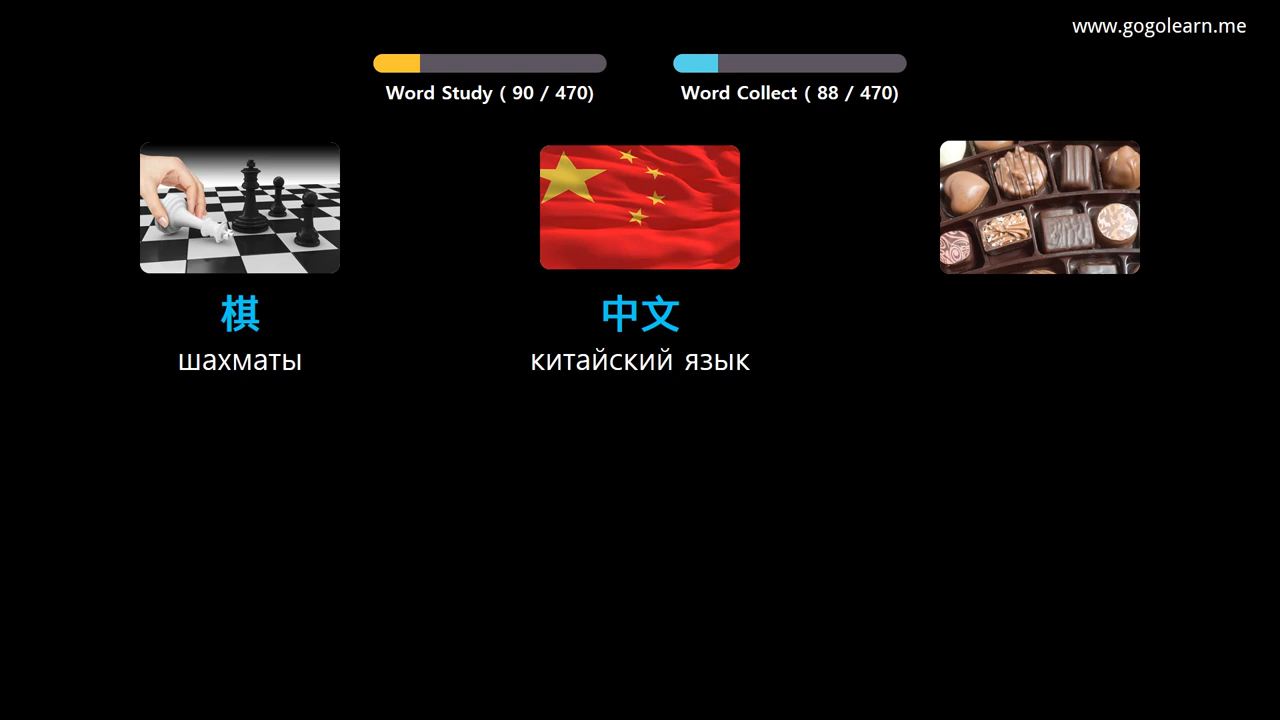 www.gogolearn.me
Word Study ( 90 / 470)
Word Collect ( 88 / 470)
棋
шахматы
中文
китайский язык